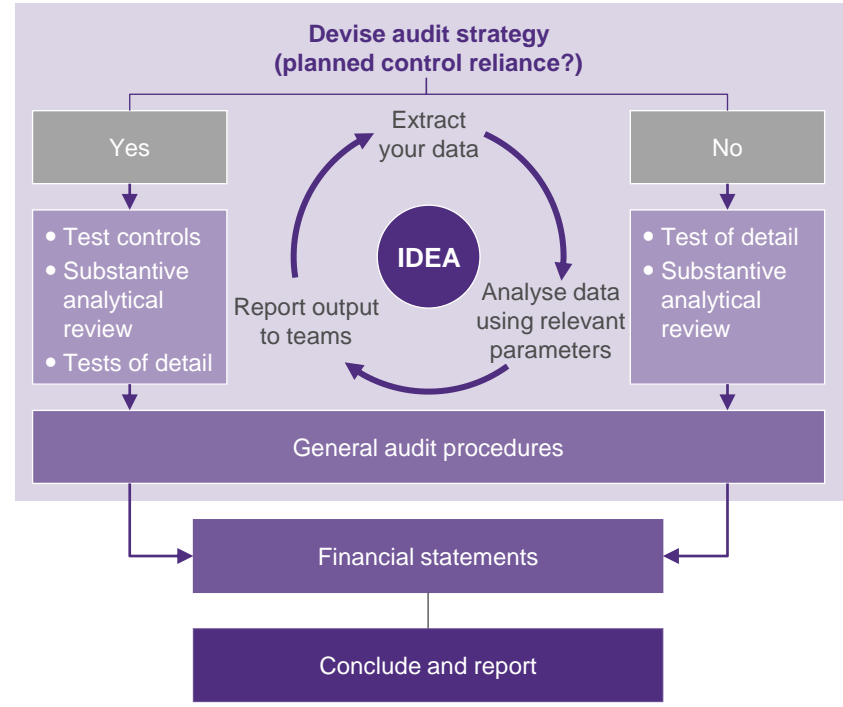 Devise audit strategy
(planned control reliance?)
Yes
Extract
your data
No
• Test controls
• Substantive
analytical
review
• Tests of detail
IDEA
Report output
to teams
Analyse data
using relevant
parameters
• Test of detail
• Substantive
analytical
review
General audit procedures
Financial statements
Conclude and report